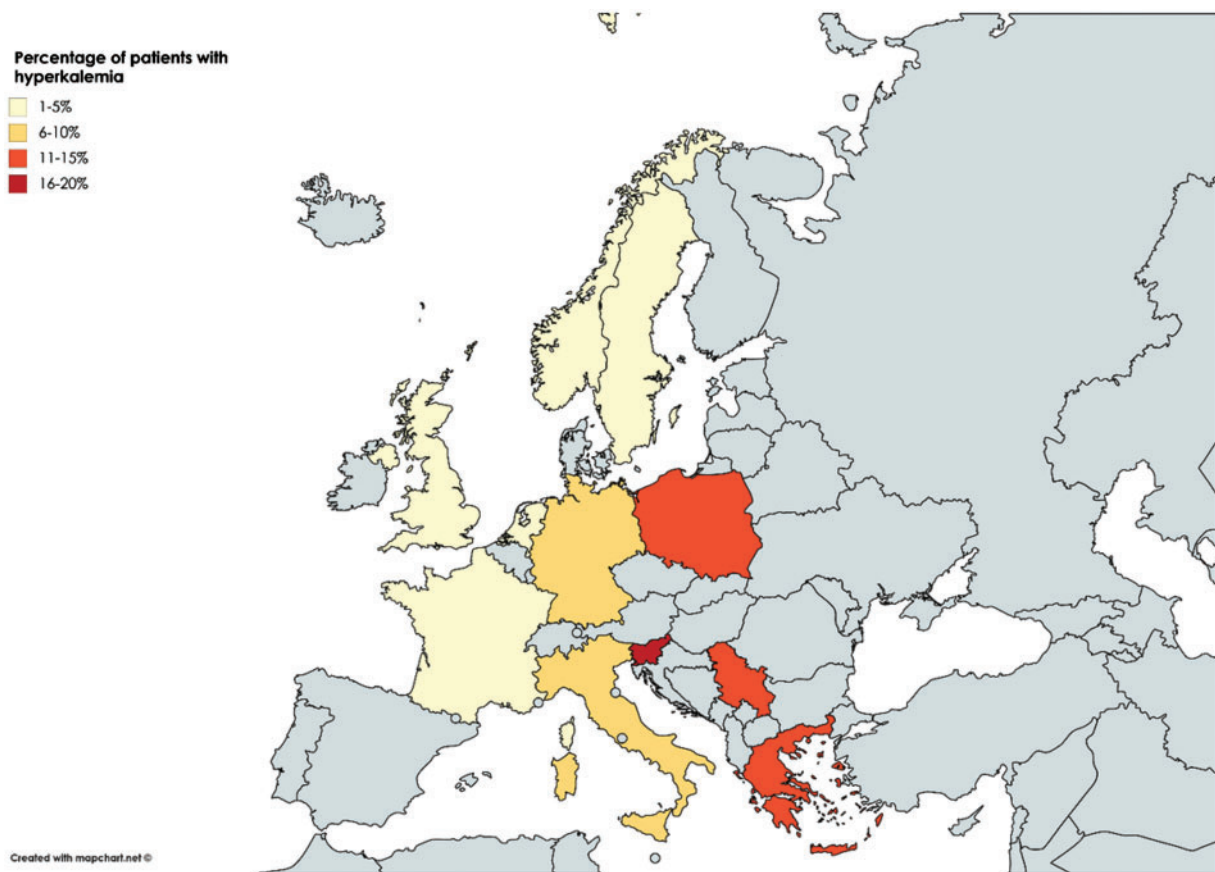 Percentage of patients with
hyperkalemia
1-5%
6-10%
11-15%
16-20%
Created with mapchart.net ©